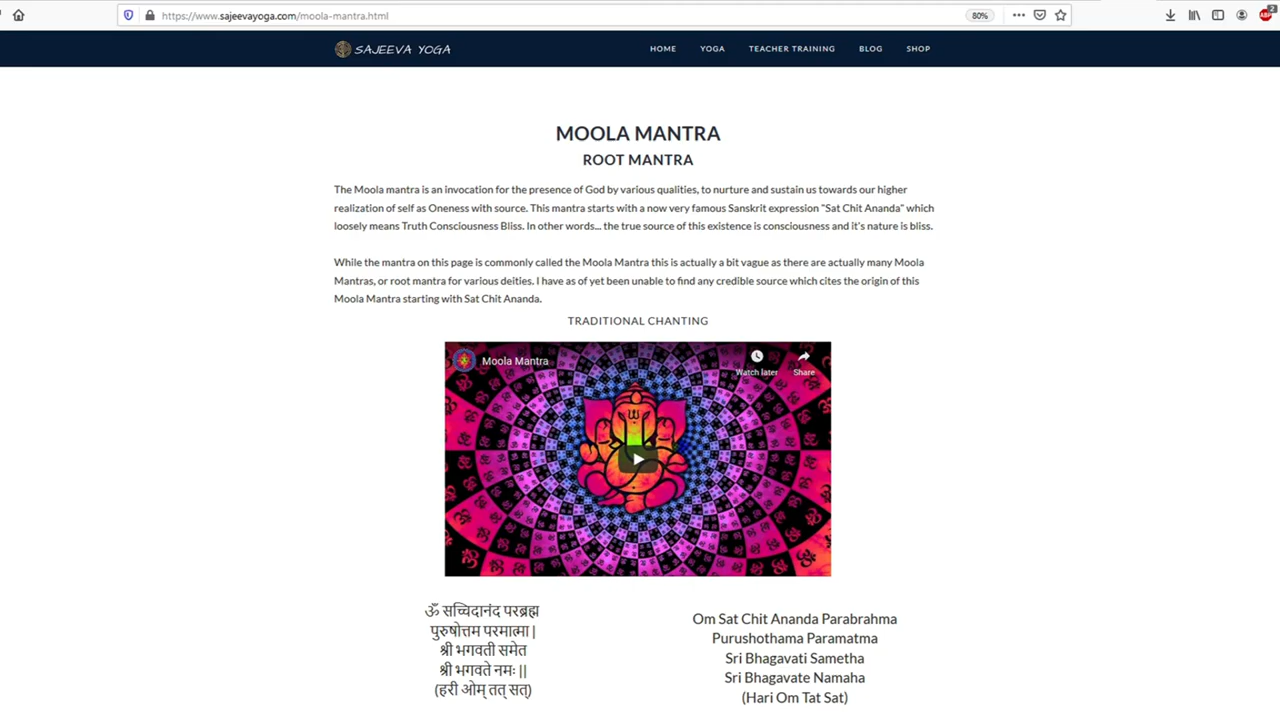 https://www.sajeevayoga.com/moola-mantra.html
80%
ABP
2
SAJEEVA YOGA
HOME
YOGA
TEACHER TRAINING
BLOG
SHOP
MOOLA MANTRA
ROOT MANTRA
The Moola mantra is an invocation for the presence of God by various qualities, to nurture and sustain us towards our higher
realization of self as Oneness with source. This mantra starts with a now very famous Sanskrit expression "Sat Chit Ananda" which
loosely means Truth Consciousness Bliss. In other words... the true source of this existence is consciousness and it's nature is bliss.
While the mantra on this page is commonly called the Moola Mantra this is actually a bit vague as there are actually many Moola
Mantras, or root mantra for various deities. I have as of yet been unable to find any credible source which cites the origin of this
Moola Mantra starting with Sat Chit Ananda.
TRADITIONAL CHANTING
Moola Mantra
Watch later
Share
ॐ सच्चिदानंद परब्रह्म
पुरुषोत्तम परमात्मा |
श्री भगवती समेत
श्री भगवते नमः ||
(हरी ओम् तत् सत्)
Om Sat Chit Ananda Parabrahma
Purushothama Paramatma
Sri Bhagavati Sametha
Sri Bhagavate Namaha
(Hari Om Tat Sat)